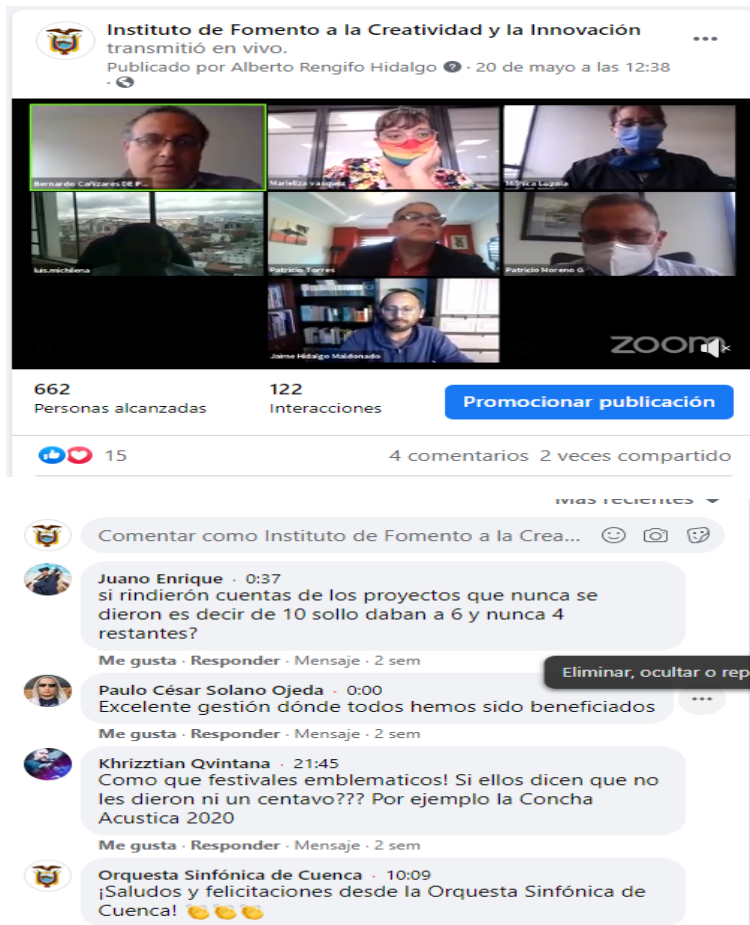 Instituto de Fomento a la Creatividad y la Innovación
transmitió en vivo.
Publicado por Alberto Rengifo Hidalgo · 20 de mayo a las 12:38
Bernardo Cañizares DE F...
Marielza Vasquez
Mónica Loyola
luis.michilena
Patricio Torres
Patricio Moreno G
Jaime Hidalgo Maldonado
zoom
662
Personas alcanzadas
122
Interacciones
Promocionar publicación
15
4 comentarios 2 veces compartido
Más recientes
Comentar como Instituto de Fomento a la Crea...
Juano Enrique · 0:37
si rindierón cuentas de los proyectos que nunca se
dieron es decir de 10 sollo daban a 6 y nunca 4
restantes?
Me gusta · Responder · Mensaje · 2 sem
Eliminar, ocultar o rep
Paulo César Solano Ojeda · 0:00
Excelente gestión dónde todos hemos sido beneficiados
Me gusta · Responder · Mensaje · 2 sem
Khrizztian Qvintana · 21:45
Como que festivales emblematicos! Si ellos dicen que no
les dieron ni un centavo??? Por ejemplo la Concha
Acustica 2020
Me gusta · Responder · Mensaje · 2 sem
Orquesta Sinfónica de Cuenca · 10:09
¡Saludos y felicitaciones desde la Orquesta Sinfónica de
Cuenca! 👏👏👏